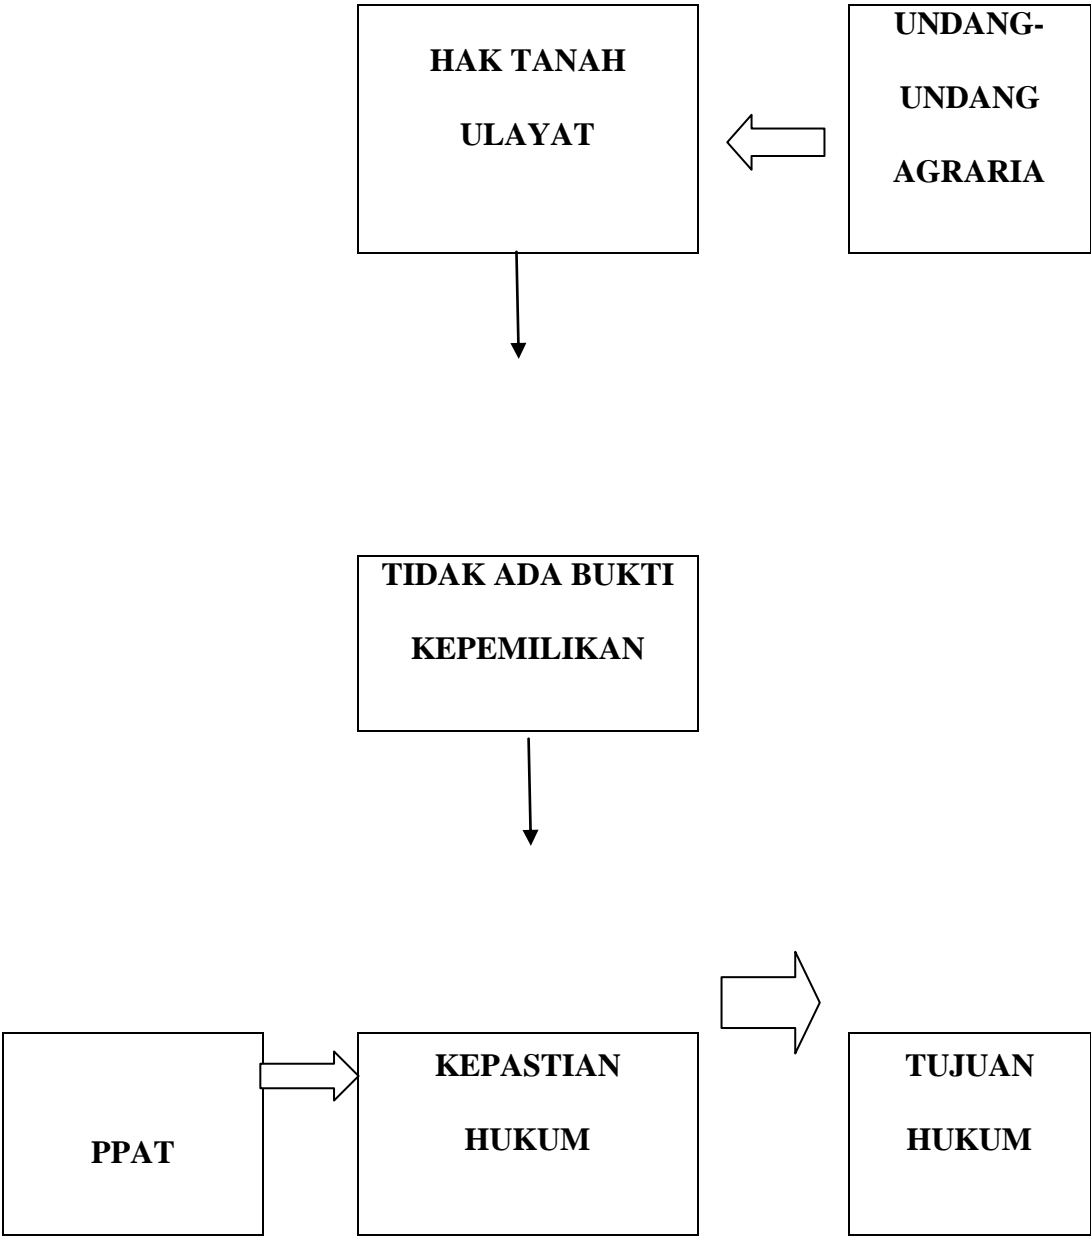 HAK TANAH
ULAYAT
UNDANG-
UNDANG
AGRARIA
TIDAK ADA BUKTI
KEPEMILIKAN
PPAT
KEPASTIAN
HUKUM
TUJUAN
HUKUM